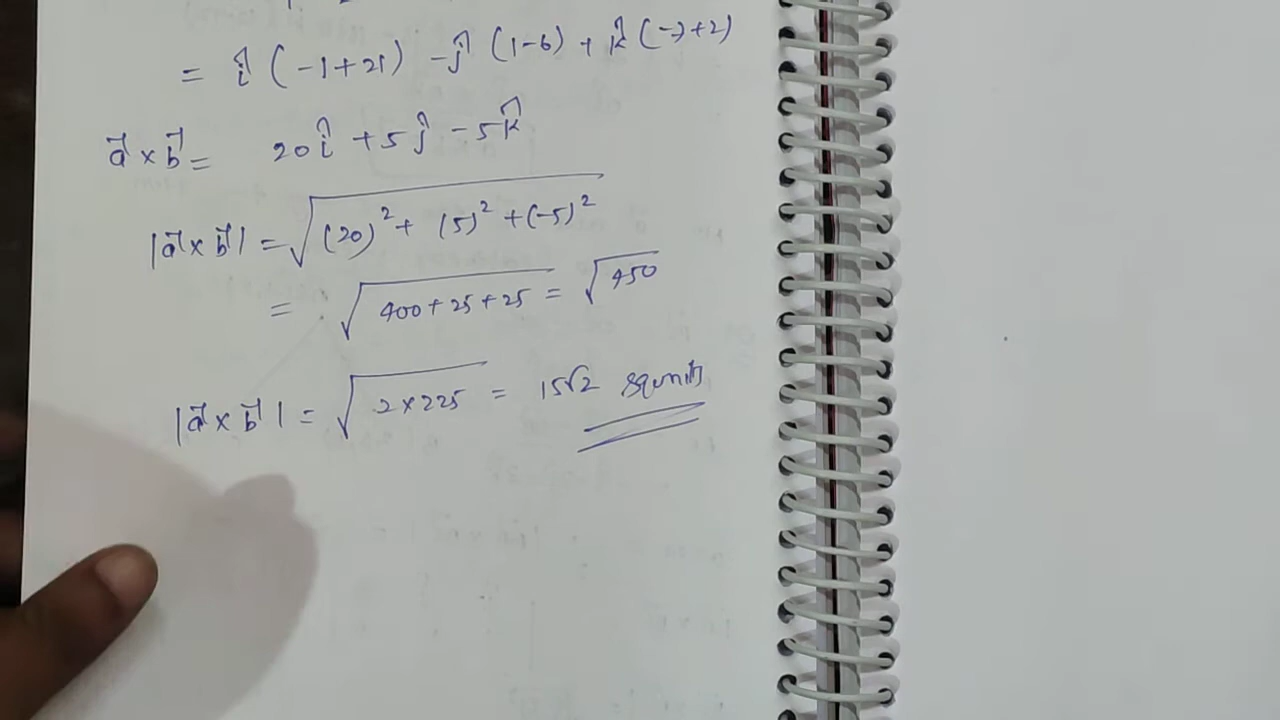 = î (-1+21) -ĵ (1-6) + k̂ (-7+2)
a⃗ × b⃗ = 20î + 5ĵ - 5k̂
|a⃗ × b⃗| = √((20)² + (5)² + (-5)²)
= √(400+25+25) = √450
|a⃗ × b⃗| = √(2×225) = 15√2 sq units